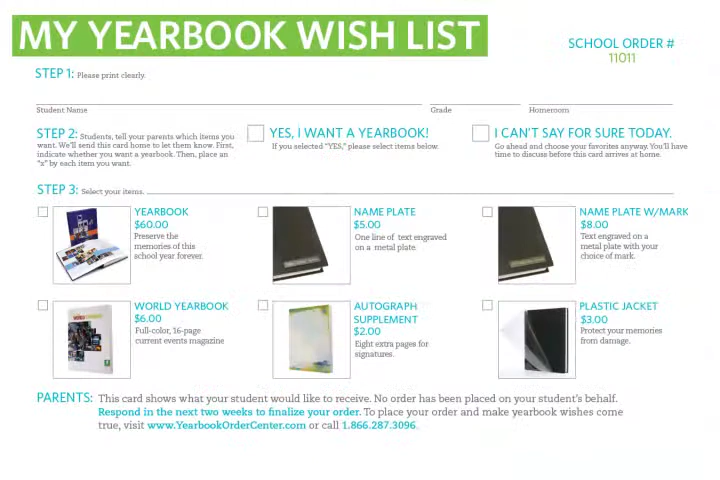 MY YEARBOOK WISH LIST
SCHOOL ORDER #
11011
STEP 1: Please print clearly.
Student Name
Grade
Homeroom
STEP 2: Students, tell your parents which items you
want. We'll send this card home to let them know. First,
indicate whether you want a yearbook. Then, place an
"x" by each item you want.
YES, I WANT A YEARBOOK!
If you selected "YES," please select items below.
I CAN'T SAY FOR SURE TODAY.
Go ahead and choose your favorites anyway. You'll have
time to discuss before this card arrives at home.
STEP 3: Select your items.
YEARBOOK
$60.00
Preserve the
memories of this
school year forever.
NAME PLATE
$5.00
One line of text engraved
on a metal plate.
NAME PLATE W/MARK
$8.00
Text engraved on a
metal plate with your
choice of mark.
WORLD YEARBOOK
$6.00
Full-color, 16-page
current events magazine
AUTOGRAPH
SUPPLEMENT
$2.00
Eight extra pages for
signatures.
PLASTIC JACKET
$3.00
Protect your memories
from damage.
PARENTS: This card shows what your student would like to receive. No order has been placed on your student's behalf.
Respond in the next two weeks to finalize your order. To place your order and make yearbook wishes come
true, visit www.YearbookOrderCenter.com or call 1.866.287.3096.